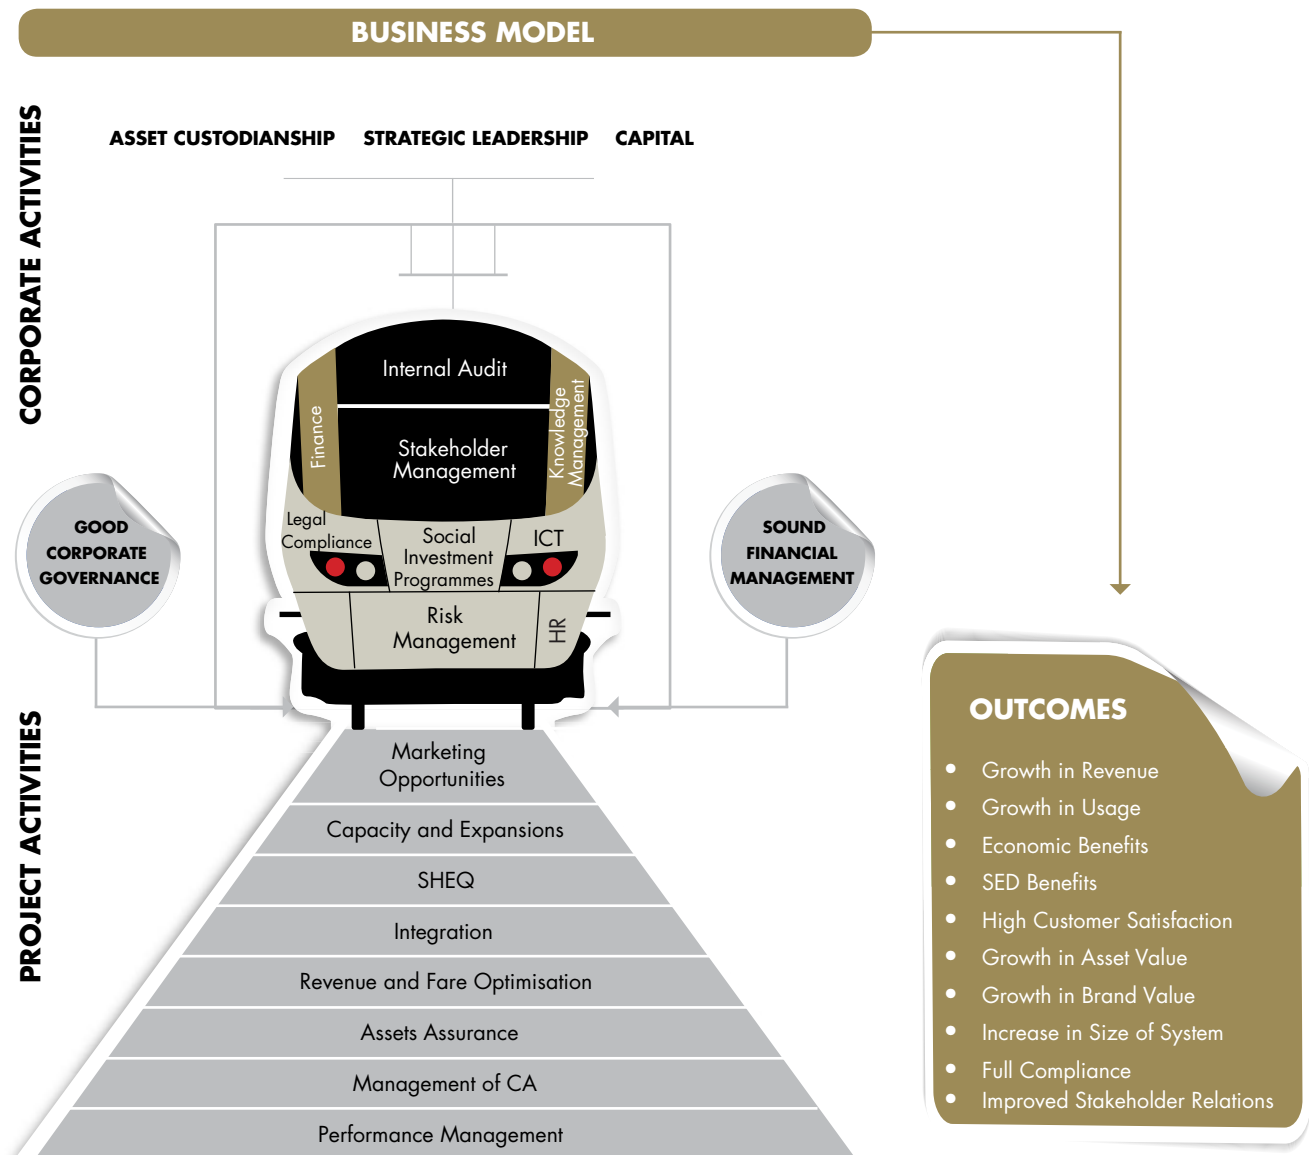 BUSINESS MODEL
CORPORATE ACTIVITIES
ASSET CUSTODIANSHIP STRATEGIC LEADERSHIP CAPITAL
Internal Audit
Finance
Knowledge
Management
Stakeholder
Management
Legal
Compliance
Social
Investment
Programmes
ICT
Risk
Management
HR
GOOD
CORPORATE
GOVERNANCE
SOUND
FINANCIAL
MANAGEMENT
PROJECT ACTIVITIES
Marketing
Opportunities
Capacity and Expansions
SHEQ
Integration
Revenue and Fare Optimisation
Assets Assurance
Management of CA
Performance Management
OUTCOMES
• Growth in Revenue
• Growth in Usage
• Economic Benefits
• SED Benefits
• High Customer Satisfaction
• Growth in Asset Value
• Growth in Brand Value
• Increase in Size of System
• Full Compliance
• Improved Stakeholder Relations